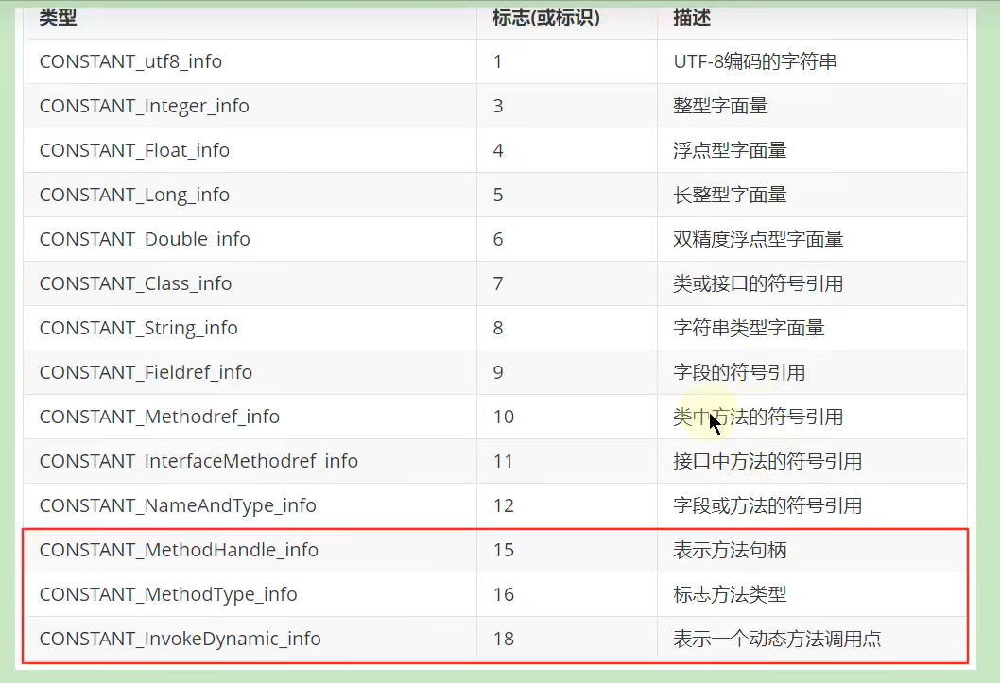 类型 标志(或标识) 描述
CONSTANT_utf8_info 1 UTF-8编码的字符串
CONSTANT_Integer_info 3 整型字面量
CONSTANT_Float_info 4 浮点型字面量
CONSTANT_Long_info 5 长整型字面量
CONSTANT_Double_info 6 双精度浮点型字面量
CONSTANT_Class_info 7 类或接口的符号引用
CONSTANT_String_info 8 字符串类型字面量
CONSTANT_Fieldref_info 9 字段的符号引用
CONSTANT_Methodref_info 10 类中方法的符号引用
CONSTANT_InterfaceMethodref_info 11 接口中方法的符号引用
CONSTANT_NameAndType_info 12 字段或方法的符号引用
CONSTANT_MethodHandle_info 15 表示方法句柄
CONSTANT_MethodType_info 16 标志方法类型
CONSTANT_InvokeDynamic_info 18 表示一个动态方法调用点